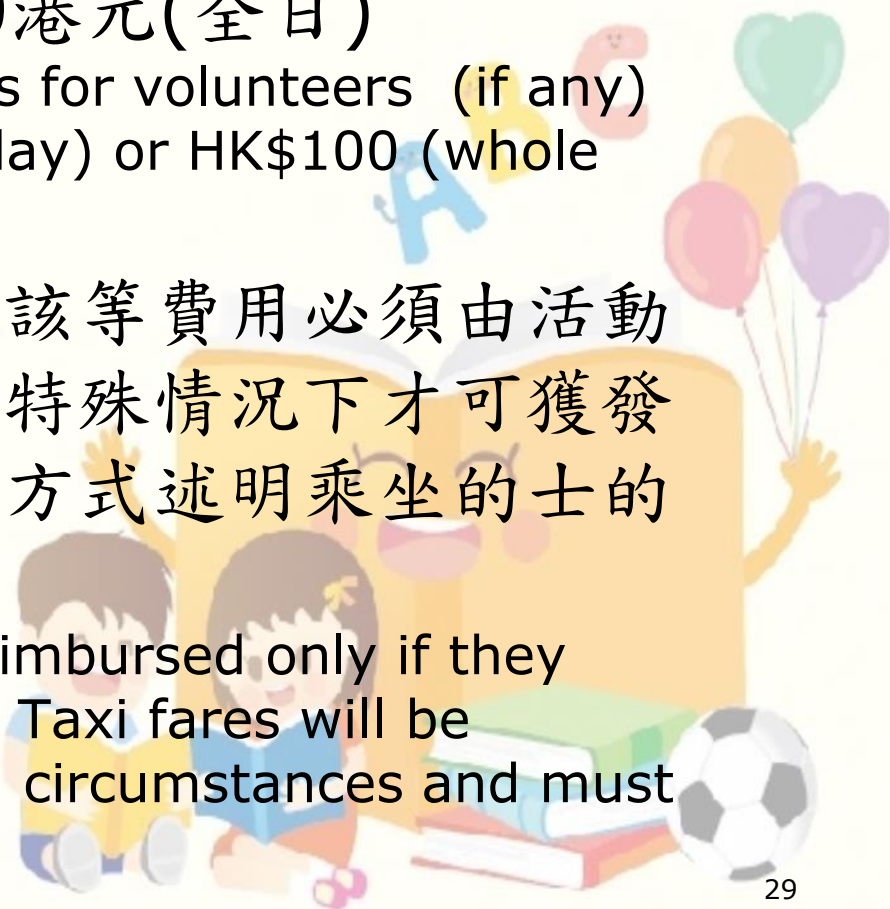 港元(全日)
s for volunteers (if any)
day) or HK$100 (whole
A B C
該等費用必須由活動
特殊情況下才可獲發
方式述明乘坐的士的
imbursed only if they
Taxi fares will be
circumstances and must
29